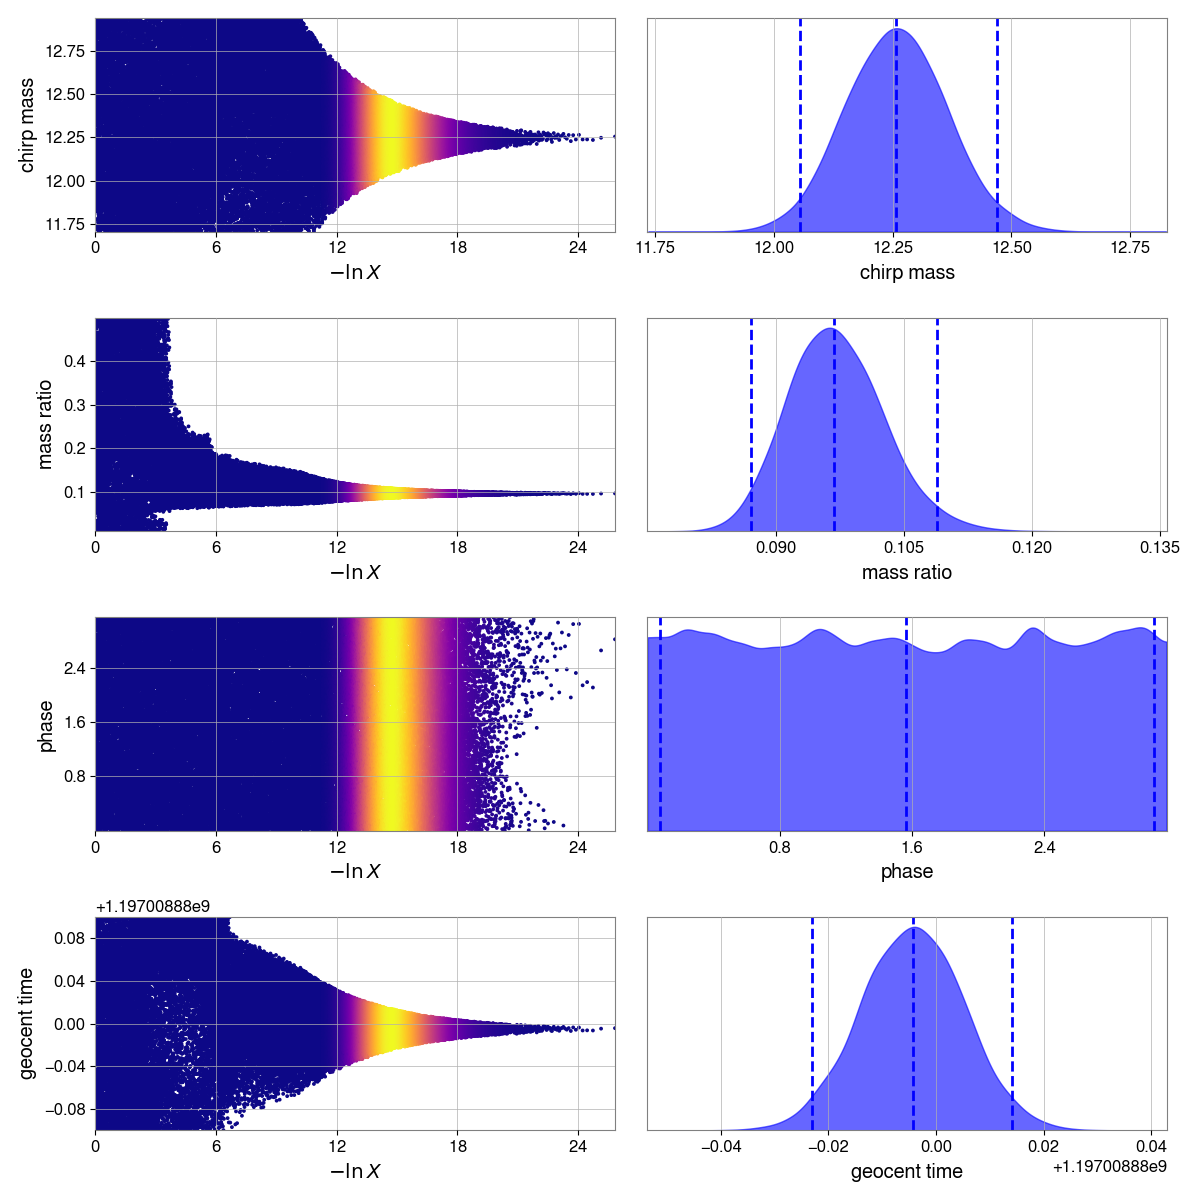 12.75
12.50
12.25
12.00
11.75
chirp mass
0 6 12 18 24
−ln X
11.75 12.00 12.25 12.50 12.75
chirp mass
0.4
0.3
0.2
0.1
mass ratio
0 6 12 18 24
−ln X
0.090 0.105 0.120 0.135
mass ratio
2.4
1.6
0.8
phase
0 6 12 18 24
−ln X
0.8 1.6 2.4
phase
+1.19700888e9
0.08
0.04
0.00
−0.04
−0.08
geocent time
0 6 12 18 24
−ln X
−0.04 −0.02 0.00 0.02 0.04
geocent time
+1.19700888e9